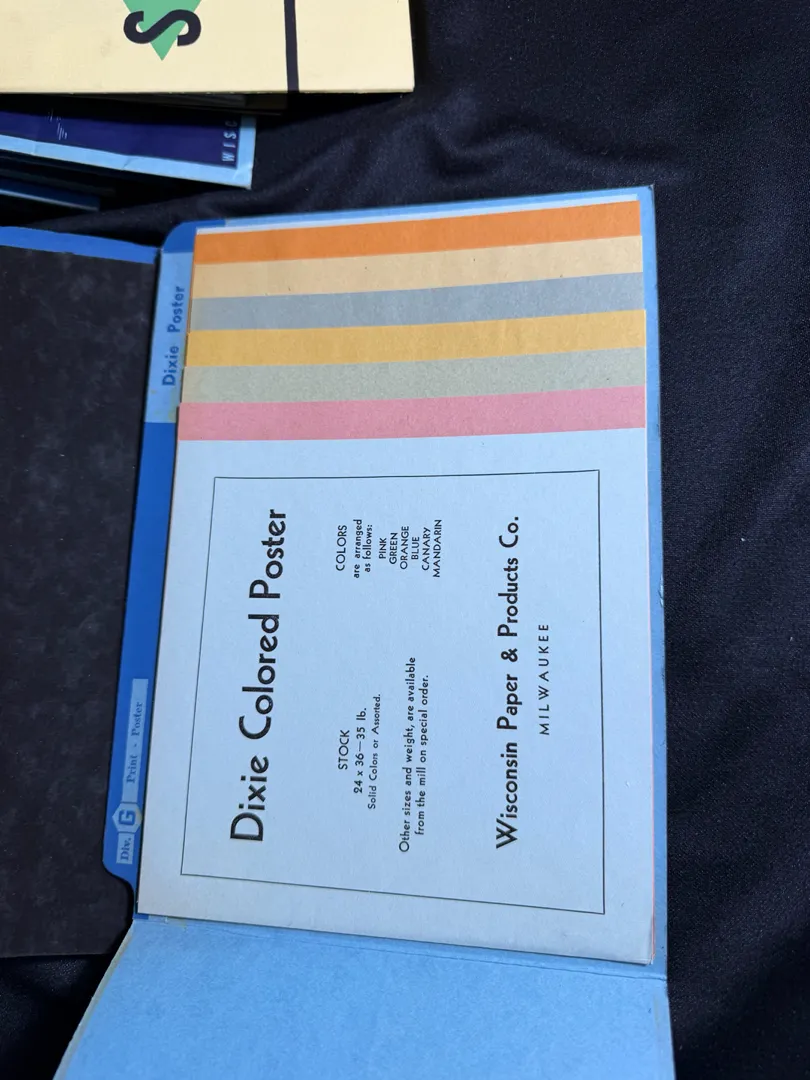 S
WISC
Dixie Poster
Div. G Print - Poster
Dixie Colored Poster
STOCK
24 x 36—35 lb.
Solid Colors or Assorted.
Other sizes and weight, are available
from the mill on special order.
COLORS
are arranged
as follows:
PINK
GREEN
ORANGE
BLUE
CANARY
MANDARIN
Wisconsin Paper & Products Co.
MILWAUKEE